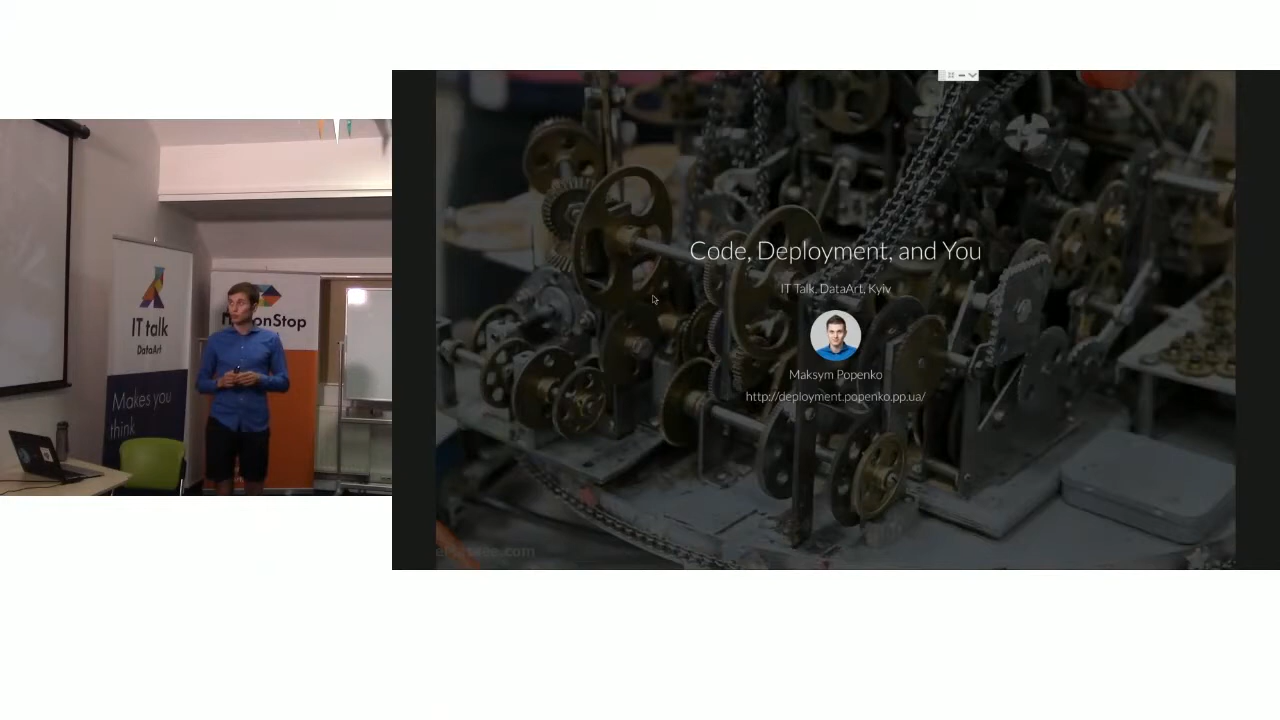 IT talk
DataArt
Makes you
think
onStop
Code, Deployment, and You
IT Talk, DataArt, Kyiv
Maksym Popenko
http://deployment.popenko.pp.ua/